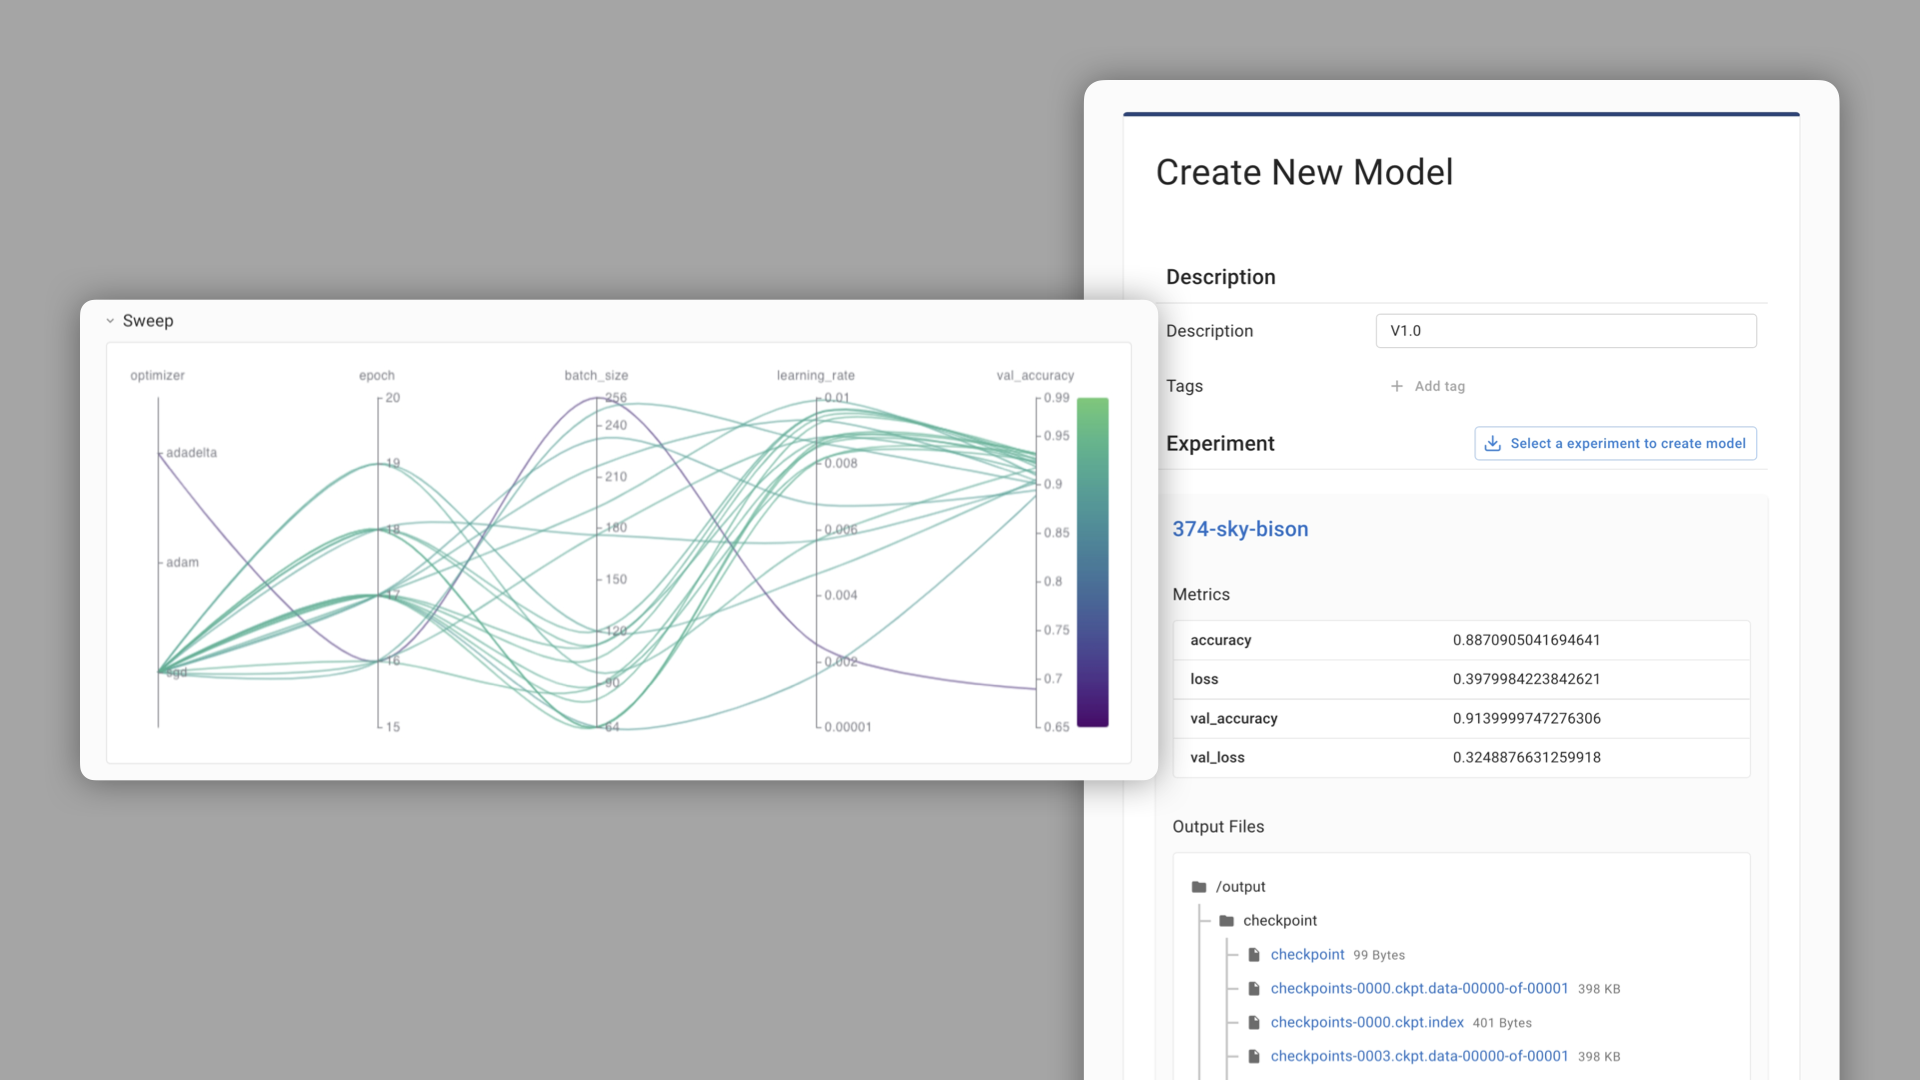 Create New Model
Description
Description V1.0
Tags + Add tag
Experiment Select a experiment to create model
374-sky-bison
Metrics
accuracy 0.8870905041694641
loss 0.3979984223842621
val_accuracy 0.9139999747276306
val_loss 0.3248876631259918
Output Files
/output
checkpoint
checkpoint 99 Bytes
checkpoints-0000.ckpt.data-00000-of-00001 398 KB
checkpoints-0000.ckpt.index 401 Bytes
checkpoints-0003.ckpt.data-00000-of-00001 398 KB
Sweep
optimizer epoch batch_size learning_rate val_accuracy
adadelta
adam
sgd
20
19
18
17
16
15
256
240
210
180
150
120
90
64
0.01
0.008
0.006
0.004
0.002
0.00001
0.99
0.95
0.9
0.85
0.8
0.75
0.7
0.65